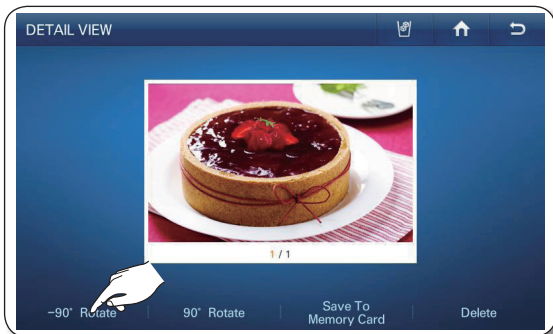 DETAIL VIEW
1 / 1
-90° Rotate
90° Rotate
Save To
Memory Card
Delete